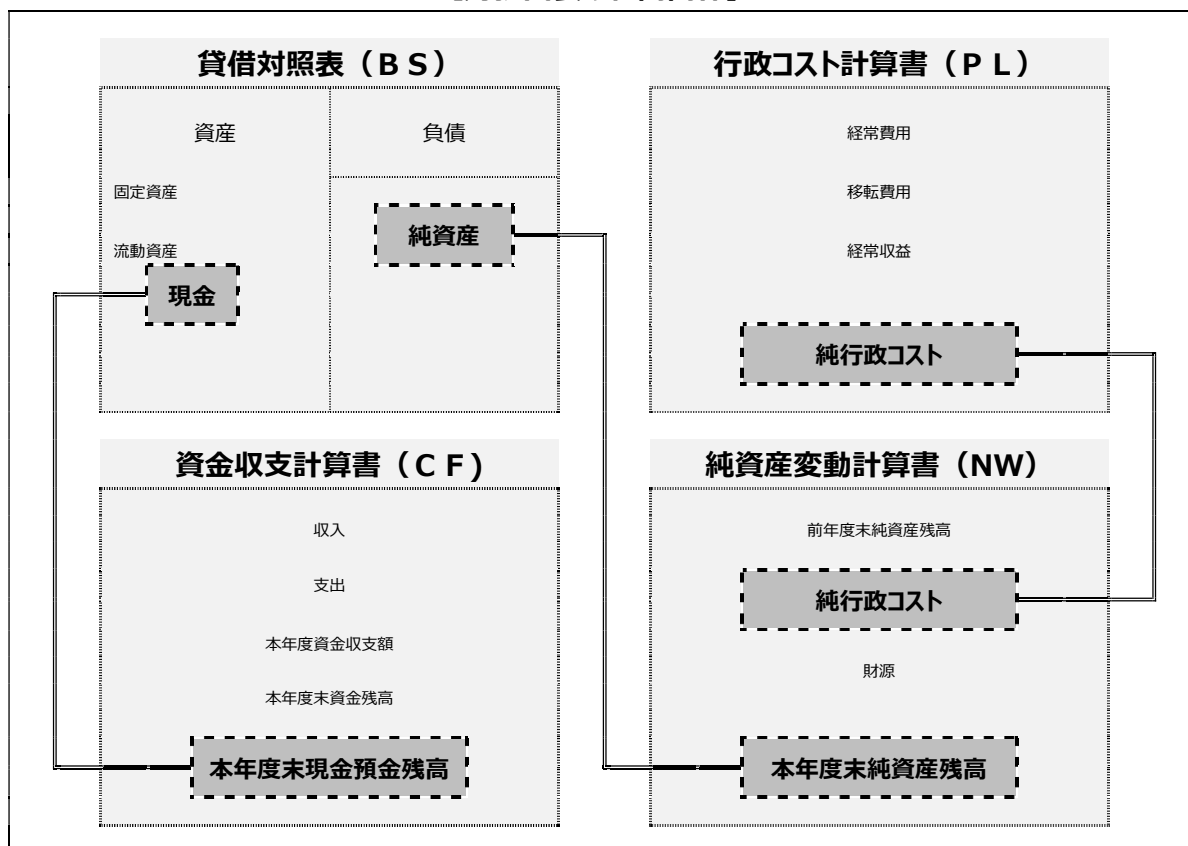 貸借対照表（ＢＳ）
資産
負債
固定資産
純資産
流動資産
現金
行政コスト計算書（ＰＬ）
経常費用
移転費用
経常収益
純行政コスト
資金収支計算書（ＣＦ)
収入
支出
本年度資金収支額
本年度末資金残高
本年度末現金預金残高
純資産変動計算書（NW）
前年度末純資産残高
純行政コスト
財源
本年度末純資産残高